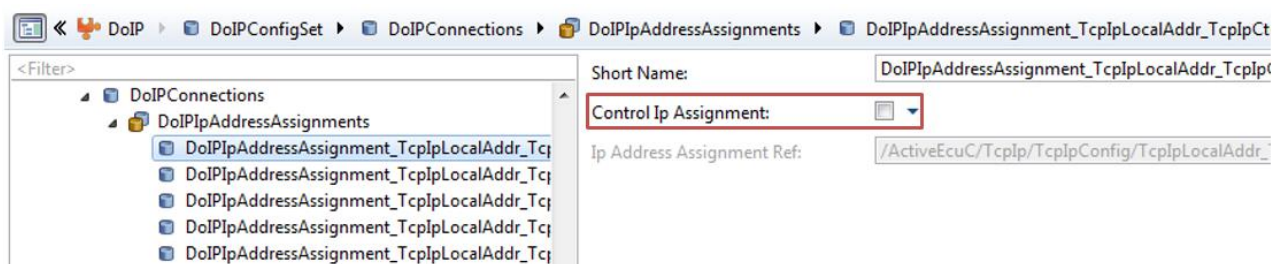 « DoIP DoIPConfigSet DoIPConnections DoIPIpAddressAssignments DoIPIpAddressAssignment_TcpIpLocalAddr_TcpIpCt
<Filter>
DoIPConnections
DoIPIpAddressAssignments
DoIPIpAddressAssignment_TcpIpLocalAddr_Tcp
DoIPIpAddressAssignment_TcpIpLocalAddr_Tcp
DoIPIpAddressAssignment_TcpIpLocalAddr_Tcp
DoIPIpAddressAssignment_TcpIpLocalAddr_Tcp
DoIPIpAddressAssignment_TcpIpLocalAddr_Tcp
Short Name: DoIPIpAddressAssignment_TcpIpLocalAddr_TcpIpC
Control Ip Assignment:
Ip Address Assignment Ref: /ActiveEcuC/TcpIp/TcpIpConfig/TcpIpLocalAddr_